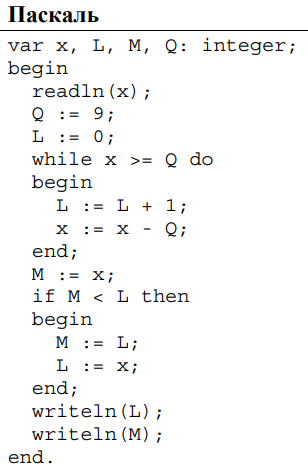 Паскаль
var x, L, M, Q: integer;
begin
  readln(x);
  Q := 9;
  L := 0;
  while x >= Q do
  begin
    L := L + 1;
    x := x - Q;
  end;
  M := x;
  if M < L then
  begin
    M := L;
    L := x;
  end;
  writeln(L);
  writeln(M);
end.